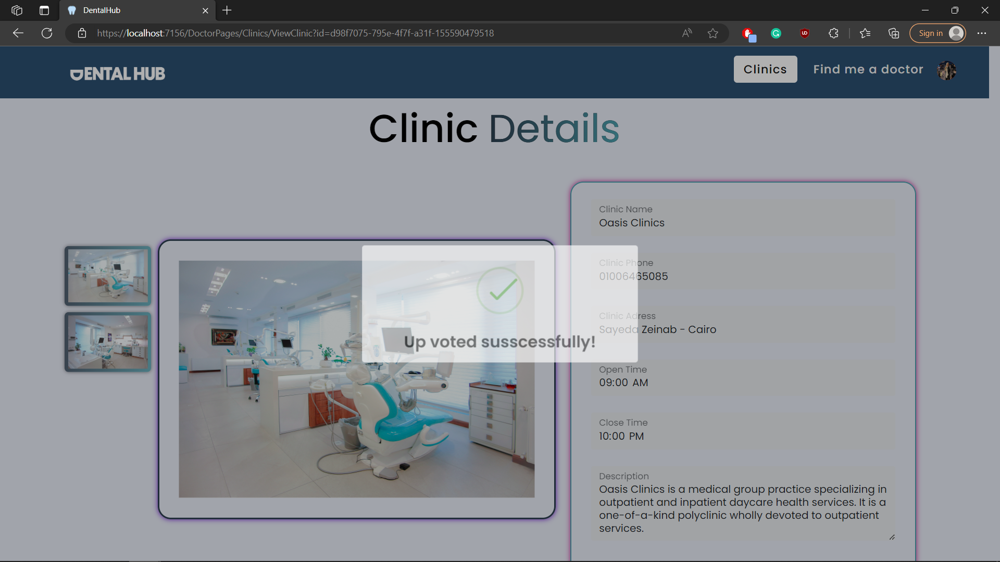 DentalHub
https://localhost:7156/DoctorPages/Clinics/ViewClinic?id=d98f7075-795e-4f7f-a31f-155590479518
Sign in
DENTAL HUB
Clinics
Find me a doctor
Clinic Details
Clinic Name
Oasis Clinics
Clinic Phone
01006465085
Clinic Adress
Sayeda Zeinab - Cairo
Up voted susscessfully!
Open Time
09:00 AM
Close Time
10:00 PM
Description
Oasis Clinics is a medical group practice specializing in
outpatient and inpatient daycare health services. It is a
one-of-a-kind polyclinic wholly devoted to outpatient
services.